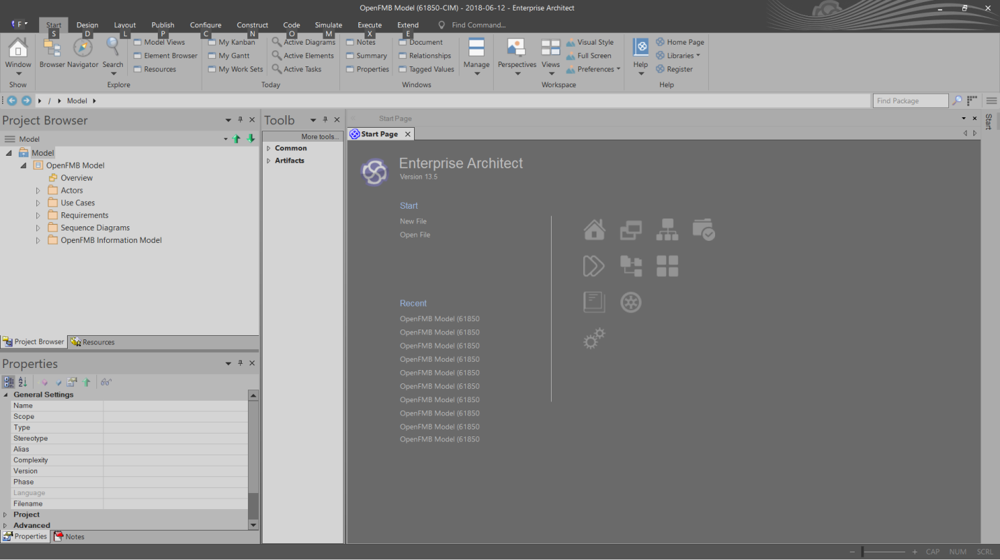 OpenFMB Model (61850-CIM) - 2018-06-12 - Enterprise Architect
F
Start Design Layout Publish Configure Construct Code Simulate Execute Extend Find Command...
S D L P C N O M X E
Window
Show
Browser Navigator Search
Model Views
Element Browser
Resources
Explore
My Kanban
My Gantt
My Work Sets
Active Diagrams
Active Elements
Active Tasks
Today
Notes
Summary
Properties
Document
Relationships
Tagged Values
Windows
Manage
Perspectives Views
Visual Style
Full Screen
Preferences
Workspace
Help
Home Page
Libraries
Register
Help
/ Model
Find Package
Project Browser
Model
Model
OpenFMB Model
Overview
Actors
Use Cases
Requirements
Sequence Diagrams
OpenFMB Information Model
Project Browser Resources
Properties
General Settings
Name
Scope
Type
Stereotype
Alias
Complexity
Version
Phase
Language
Filename
Project
Advanced
Properties Notes
Toolb
More tools...
Common
Artifacts
Start Page
Start Page
Start
Enterprise Architect
Version 13.5
Start
New File
Open File
Recent
OpenFMB Model (61850
OpenFMB Model (61850
OpenFMB Model (61850
OpenFMB Model (61850
OpenFMB Model (61850
OpenFMB Model (61850
OpenFMB Model (61850
OpenFMB Model (61850
OpenFMB Model (61850
OpenFMB Model (61850
CAP NUM SCRL